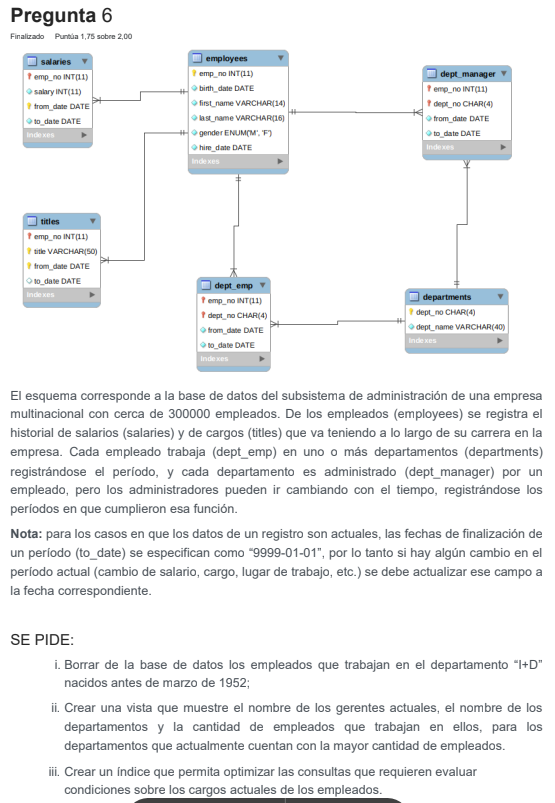 Pregunta 6
Finalizado Puntúa 1,75 sobre 2,00
salaries
emp_no INT(11)
salary INT(11)
from_date DATE
to_date DATE
Indexes
employees
emp_no INT(11)
birth_date DATE
first_name VARCHAR(14)
last_name VARCHAR(16)
gender ENUM('M', 'F')
hire_date DATE
Indexes
dept_manager
emp_no INT(11)
dept_no CHAR(4)
from_date DATE
to_date DATE
Indexes
titles
emp_no INT(11)
title VARCHAR(50)
from_date DATE
to_date DATE
Indexes
dept_emp
emp_no INT(11)
dept_no CHAR(4)
from_date DATE
to_date DATE
Indexes
departments
dept_no CHAR(4)
dept_name VARCHAR(40)
Indexes
El esquema corresponde a la base de datos del subsistema de administración de una empresa
multinacional con cerca de 300000 empleados. De los empleados (employees) se registra el
historial de salarios (salaries) y de cargos (titles) que va teniendo a lo largo de su carrera en la
empresa. Cada empleado trabaja (dept_emp) en uno o más departamentos (departments)
registrándose el período, y cada departamento es administrado (dept_manager) por un
empleado, pero los administradores pueden ir cambiando con el tiempo, registrándose los
períodos en que cumplieron esa función.
Nota: para los casos en que los datos de un registro son actuales, las fechas de finalización de
un período (to_date) se especifican como “9999-01-01”, por lo tanto si hay algún cambio en el
período actual (cambio de salario, cargo, lugar de trabajo, etc.) se debe actualizar ese campo a
la fecha correspondiente.
SE PIDE:
i. Borrar de la base de datos los empleados que trabajan en el departamento “I+D”
nacidos antes de marzo de 1952;
ii. Crear una vista que muestre el nombre de los gerentes actuales, el nombre de los
departamentos y la cantidad de empleados que trabajan en ellos, para los
departamentos que actualmente cuentan con la mayor cantidad de empleados.
iii. Crear un índice que permita optimizar las consultas que requieren evaluar
condiciones sobre los cargos actuales de los empleados.